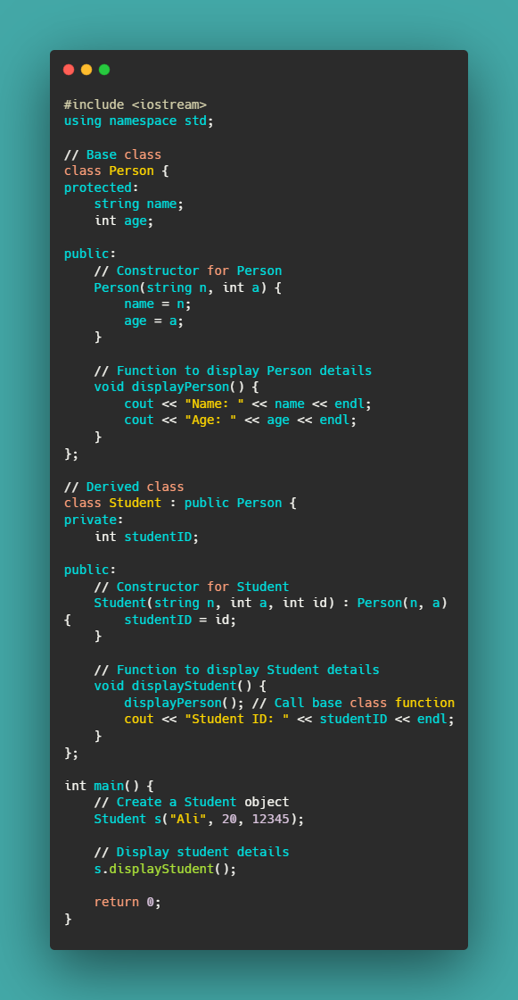 #include <iostream>
using namespace std;

// Base class
class Person {
protected:
    string name;
    int age;

public:
    // Constructor for Person
    Person(string n, int a) {
        name = n;
        age = a;
    }

    // Function to display Person details
    void displayPerson() {
        cout << "Name: " << name << endl;
        cout << "Age: " << age << endl;
    }
};

// Derived class
class Student : public Person {
private:
    int studentID;

public:
    // Constructor for Student
    Student(string n, int a, int id) : Person(n, a)
{       studentID = id;
    }

    // Function to display Student details
    void displayStudent() {
        displayPerson(); // Call base class function
        cout << "Student ID: " << studentID << endl;
    }
};

int main() {
    // Create a Student object
    Student s("Ali", 20, 12345);

    // Display student details
    s.displayStudent();

    return 0;
}